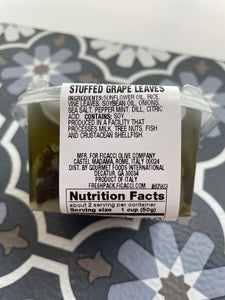 STUFFED GRAPE LEAVES
INGREDIENTS: SUNFLOWER OIL, RICE,
VINE LEAVES, SOYBEAN OIL, ONIONS,
SEA SALT, PEPPER MINT, DILL, CITRIC
ACID. CONTAINS: SOY.
PRODUCED IN A FACILITY THAT
PROCESSES MILK, TREE NUTS, FISH
AND CRUSTACEAN SHELLFISH.
MFG. FOR FICACCI OLIVE COMPANY
CASTEL MADAMA, ROME, ITALY 00024
DIST. BY GOURMET FOODS INTERNATIONAL
DECATUR, GA 30034
PRODUCT OF ITALY
FRESHPACK.FICACCI.COM
Nutrition Facts
about 2 serving per container
Serving size 1 cup (50g)